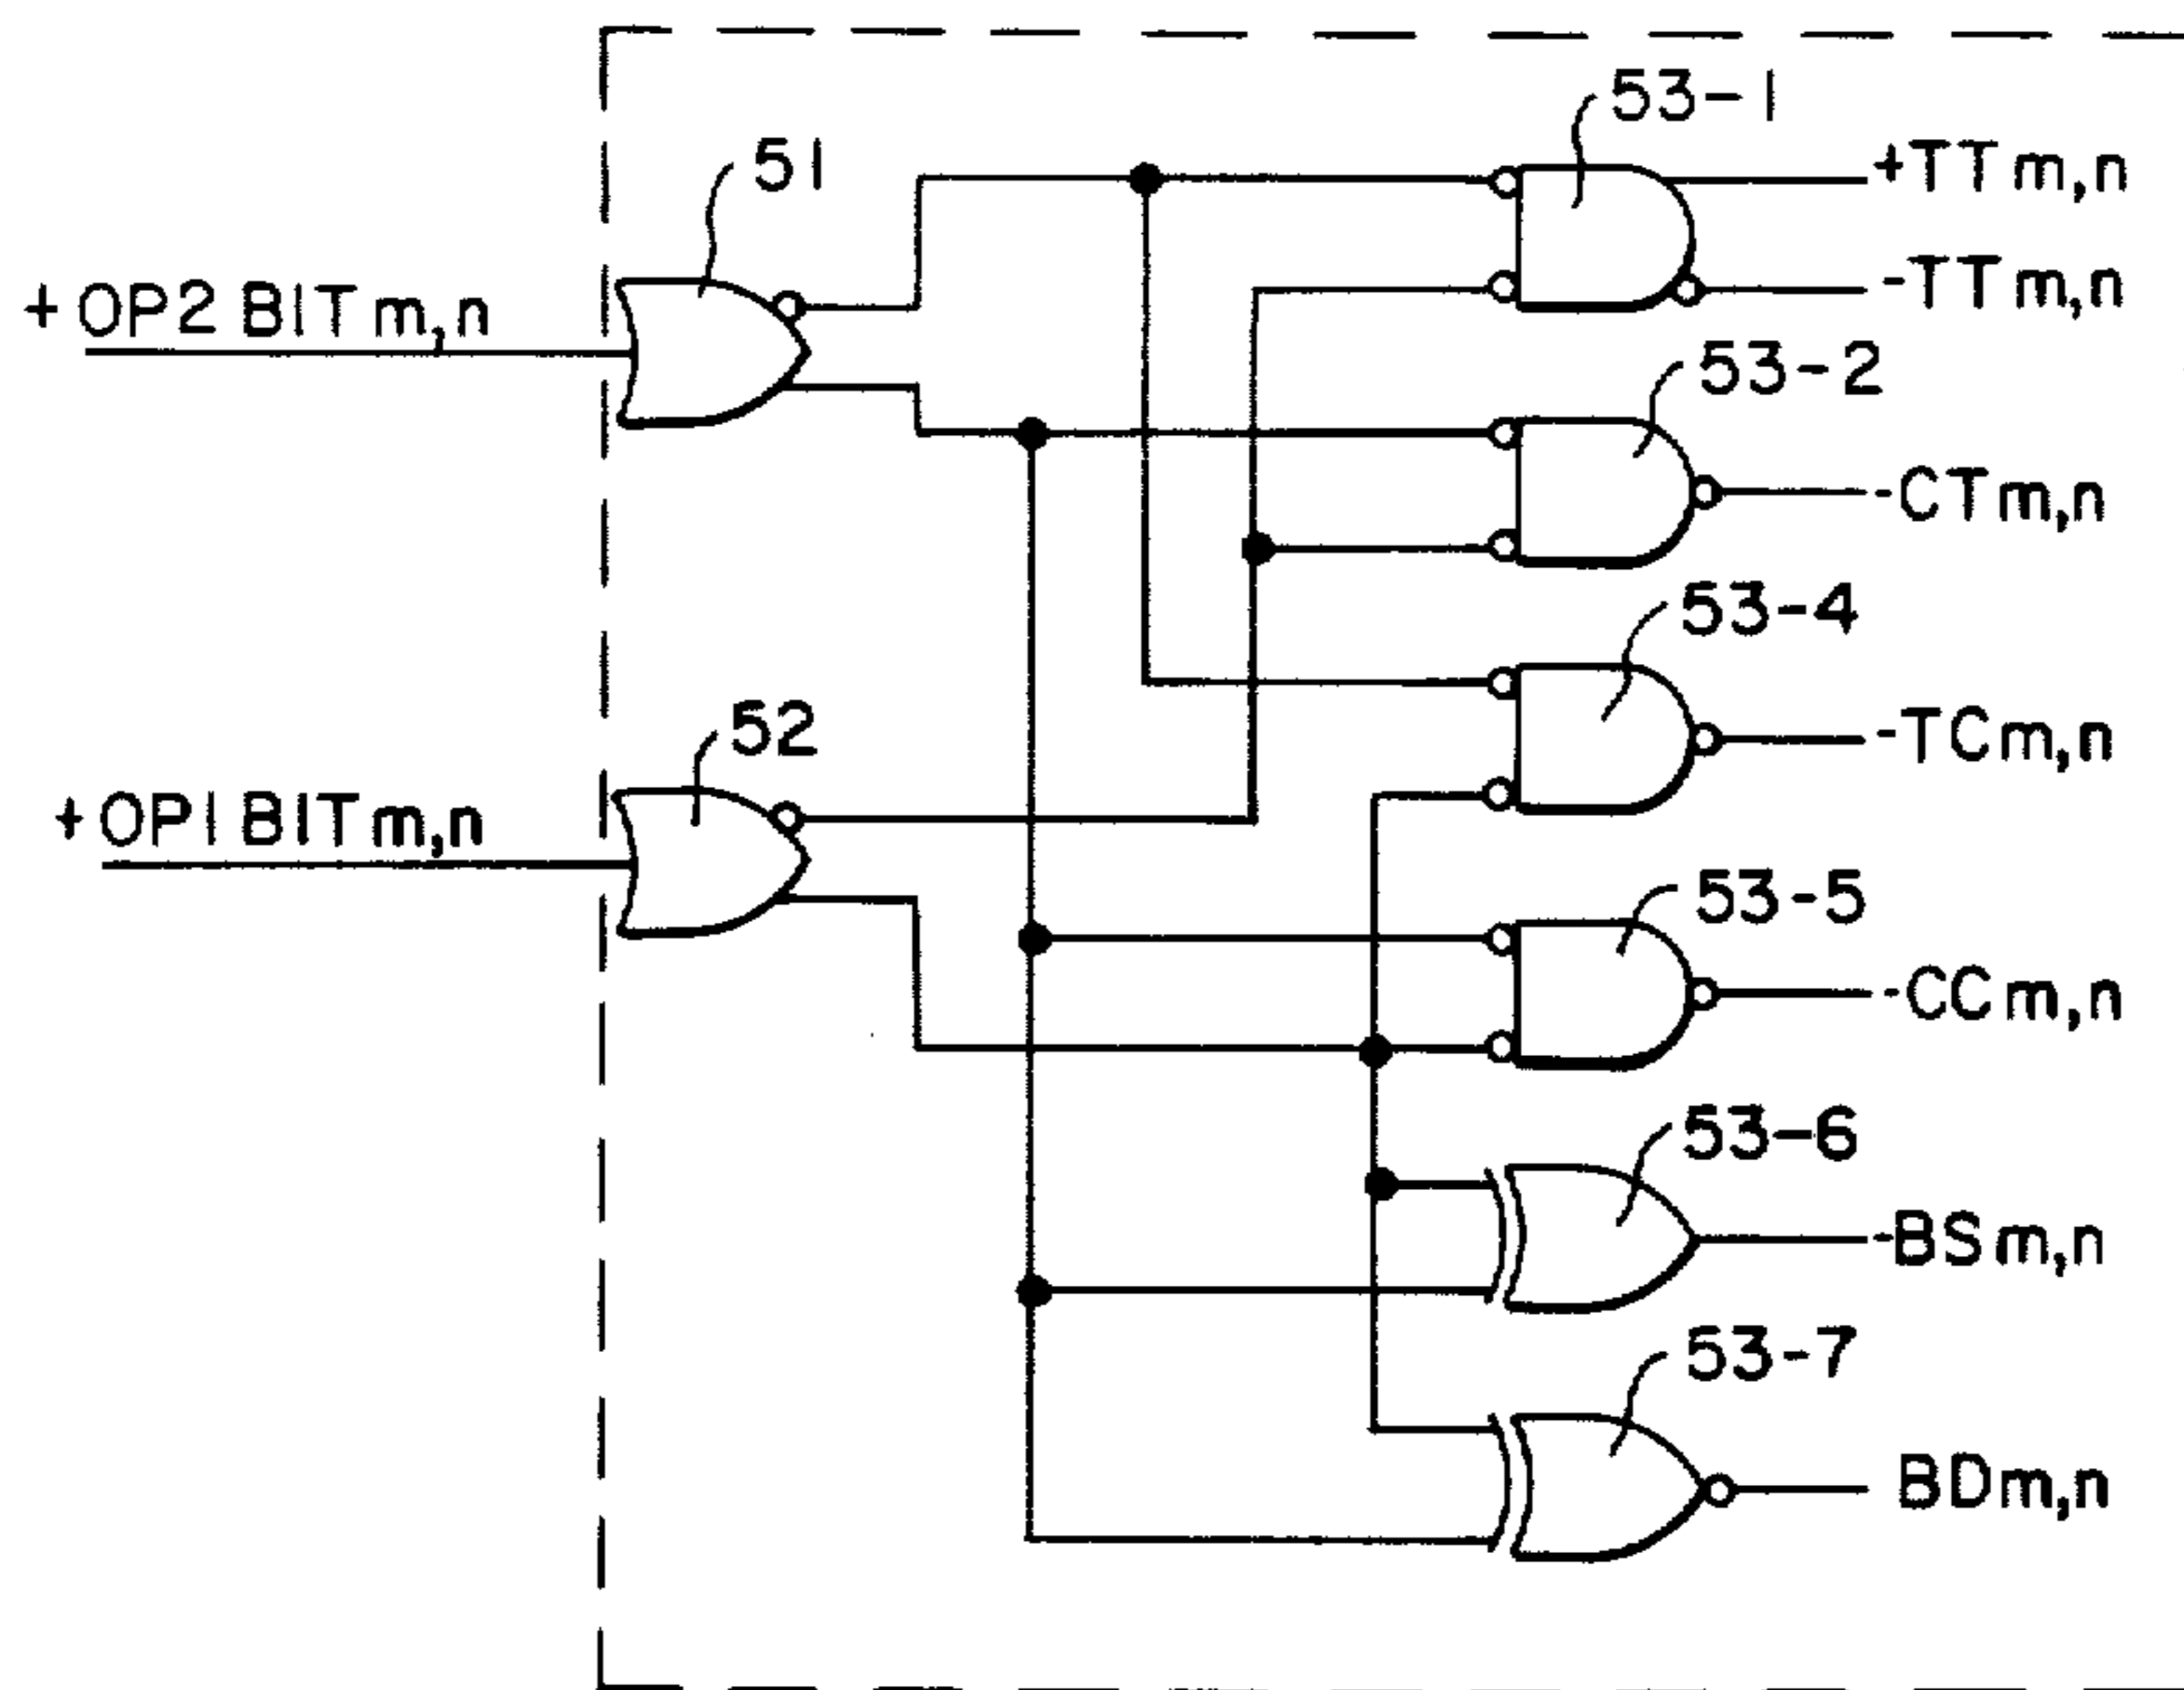 53-1
+TTm,n
51
-TTm,n
+OP2 BITm,n
53-2
-CTm,n
53-4
52
-TCm,n
+OP1 BITm,n
53-5
-CCm,n
53-6
-BSm,n
53-7
BDm,n